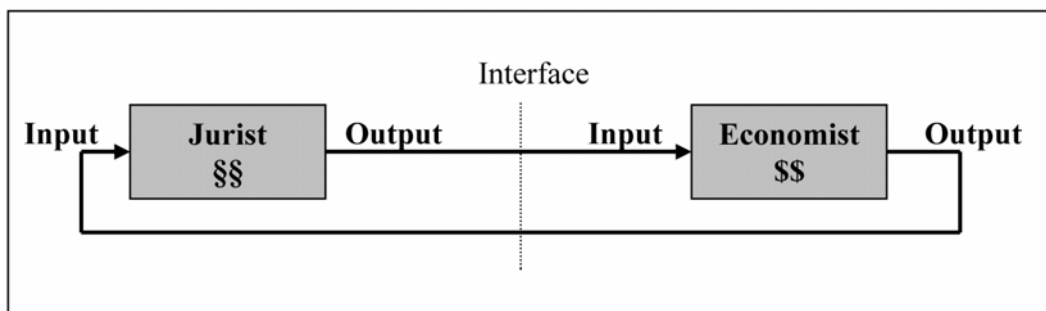 Interface
Input
Jurist
§§
Output
Input
Economist
$$
Output